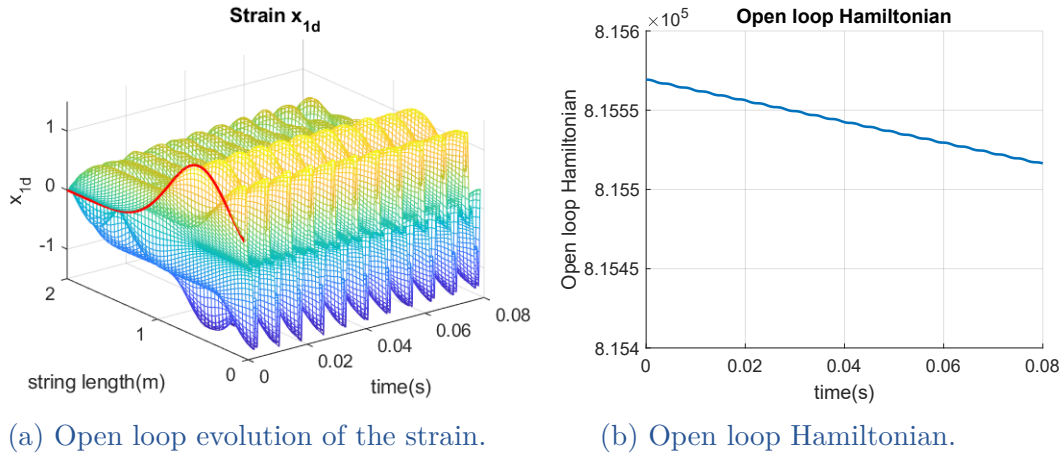 Strain x1d
x1d
1
0
-1
2
1
0
string length(m)
0
0.02
0.04
0.06
0.08
time(s)
Open loop Hamiltonian
×10^5
Open loop Hamiltonian
8.156
8.1555
8.155
8.1545
8.154
0
0.02
0.04
0.06
0.08
time(s)
(a) Open loop evolution of the strain.
(b) Open loop Hamiltonian.